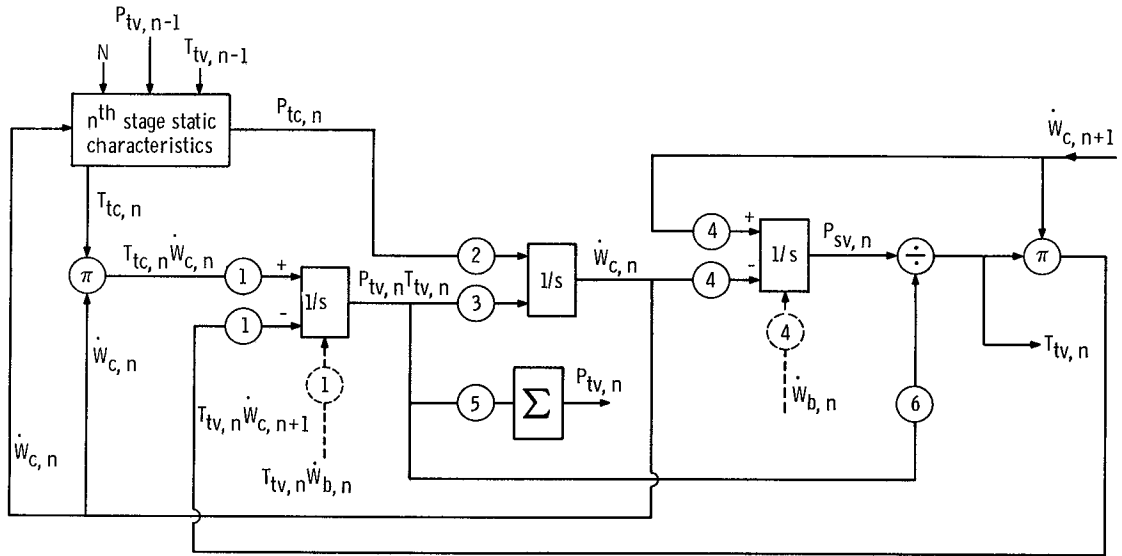 P_tv, n-1
N
T_tv, n-1
n^th stage static
characteristics
P_tc, n
T_tc, n
π
T_tc, n Ẇ_c, n
1
+
1/s
1
-
1
Ẇ_c, n
Ẇ_c, n
T_tv, n Ẇ_c, n+1
T_tv, n Ẇ_b, n
P_tv, n T_tv, n
2
3
1/s
Ẇ_c, n
5
Σ
P_tv, n
Ẇ_c, n+1
4
+
4
-
1/s
4
Ẇ_b, n
P_sv, n
÷
π
T_tv, n
6